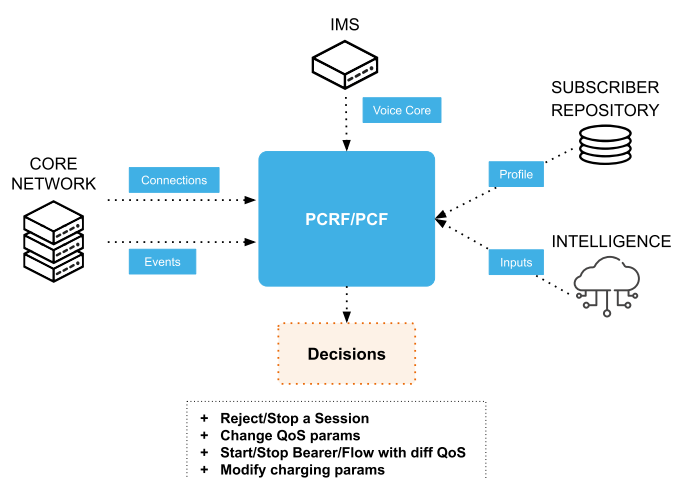 IMS
Voice Core
SUBSCRIBER
REPOSITORY
CORE
NETWORK
Connections
Profile
PCRF/PCF
Events
INTELLIGENCE
Inputs
Decisions
+ Reject/Stop a Session
+ Change QoS params
+ Start/Stop Bearer/Flow with diff QoS
+ Modify charging params